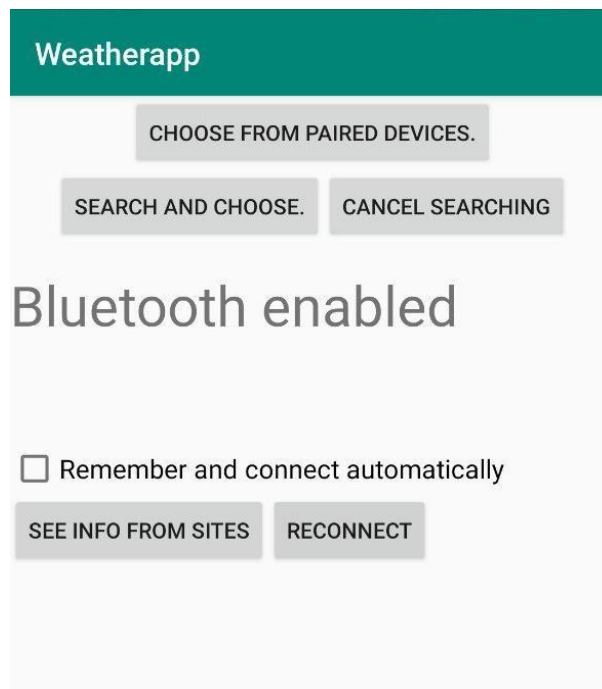 Weatherapp
CHOOSE FROM PAIRED DEVICES.
SEARCH AND CHOOSE. CANCEL SEARCHING
Bluetooth enabled
Remember and connect automatically
SEE INFO FROM SITES RECONNECT